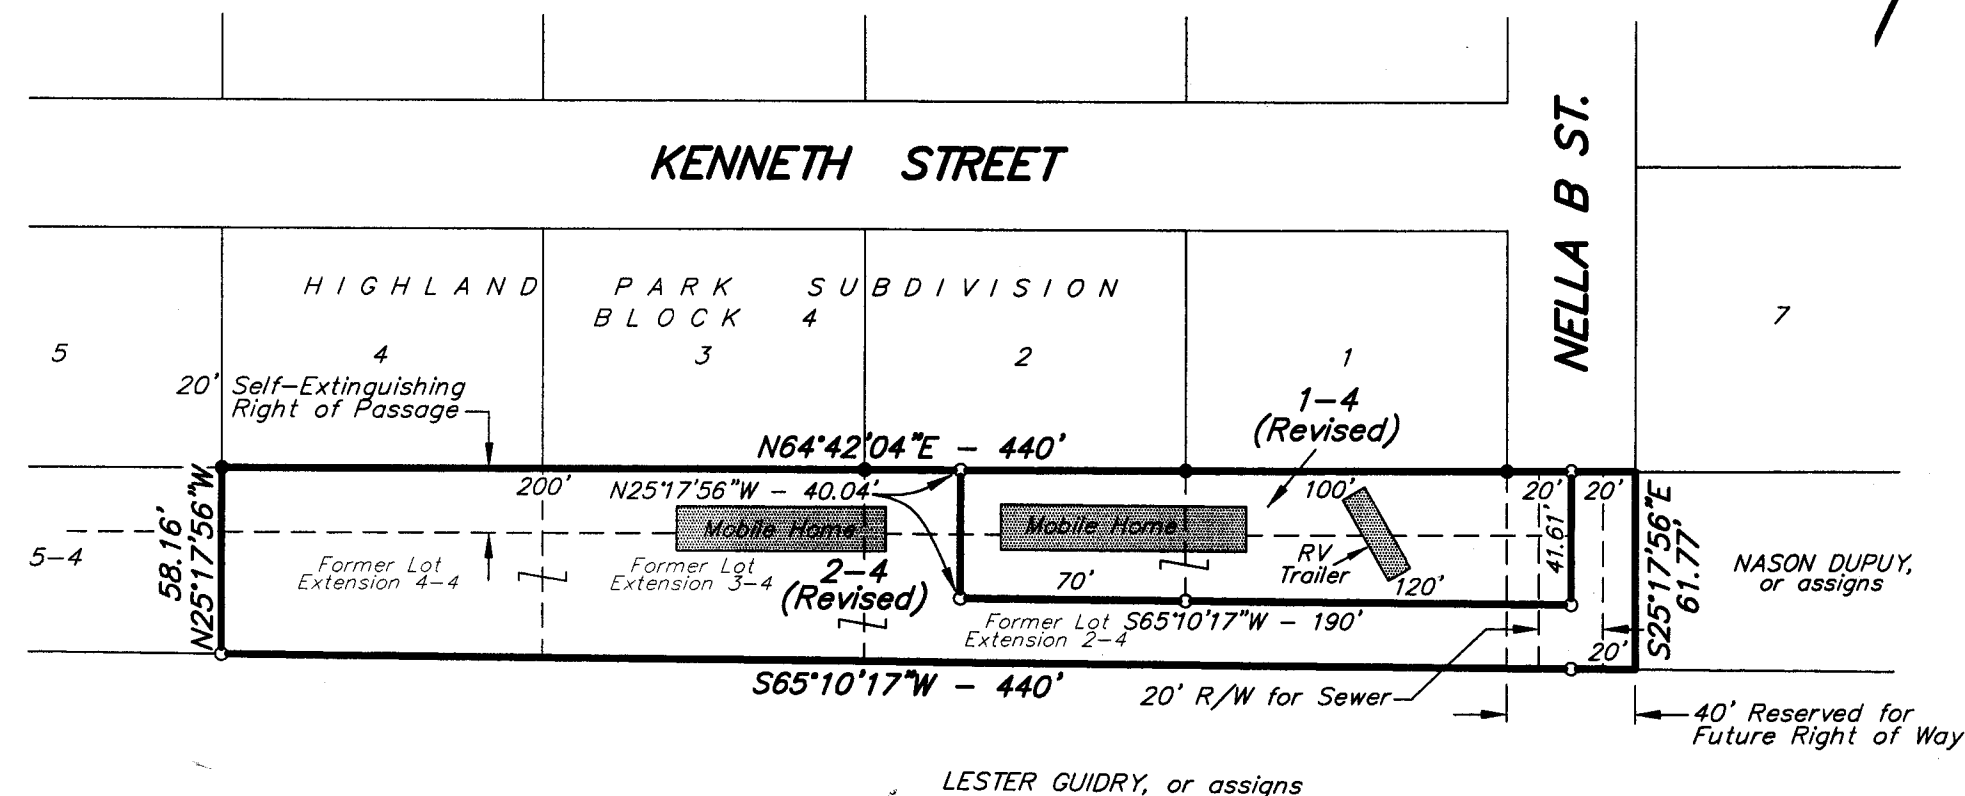 KENNETH STREET
NELLA B ST.
HIGHLAND PARK SUBDIVISION
BLOCK 4
5
4
3
2
1
7
20' Self-Extinguishing
Right of Passage
1-4
(Revised)
N64°42'04"E - 440'
200'
N25°17'56"W - 40.04'
100'
20'
20'
58.16'
N25°17'56"W
Mobile Home
Mobile Home
RV
Trailer
41.61'
S25°17'56"E
61.77'
5-4
Former Lot
Extension 4-4
Former Lot
Extension 3-4
2-4
(Revised)
70'
120'
NASON DUPUY,
or assigns
Former Lot
Extension 2-4
S65°10'17"W - 190'
20'
S65°10'17"W - 440'
20' R/W for Sewer
40' Reserved for
Future Right of Way
LESTER GUIDRY, or assigns